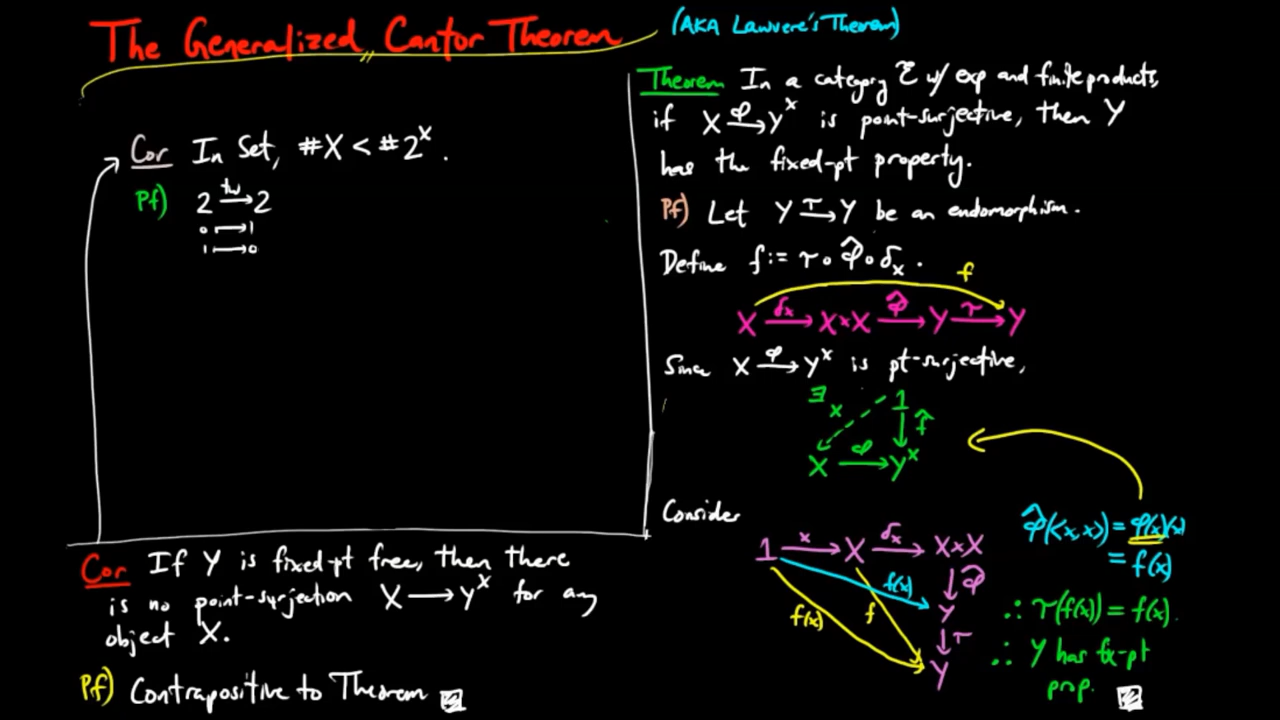 The Generalized Cantor Theorem
(AKA Lawvere's Theorem)
Cor In Set, #X < #2^X.
Pf) 2 —tw→ 2
0 ↦ 1
1 ↦ 0
Cor If Y is fixed-pt free, then there
is no point-surjection X → Y^X for any
object X.
Pf) Contrapositive to Theorem
Theorem In a category ℰ w/ exp and finite products,
if X —φ→ Y^X is point-surjective, then Y
has the fixed-pt property.
Pf) Let Y —τ→ Y be an endomorphism.
Define f := τ∘φ̂∘δ_X.
f
X —δ_X→ X×X —φ̂→ Y —τ→ Y
Since X —φ→ Y^X is pt-surjective,
∃x 1
f̂
X —φ→ Y^X
Consider
1 —x→ X —δ_X→ X×X
φ̂
f(x) Y
f(x) f τ
Y
φ̂(<x,x>) = φ(x)(x)
= f(x)
∴ τ(f(x)) = f(x).
∴ Y has fix-pt
prop.